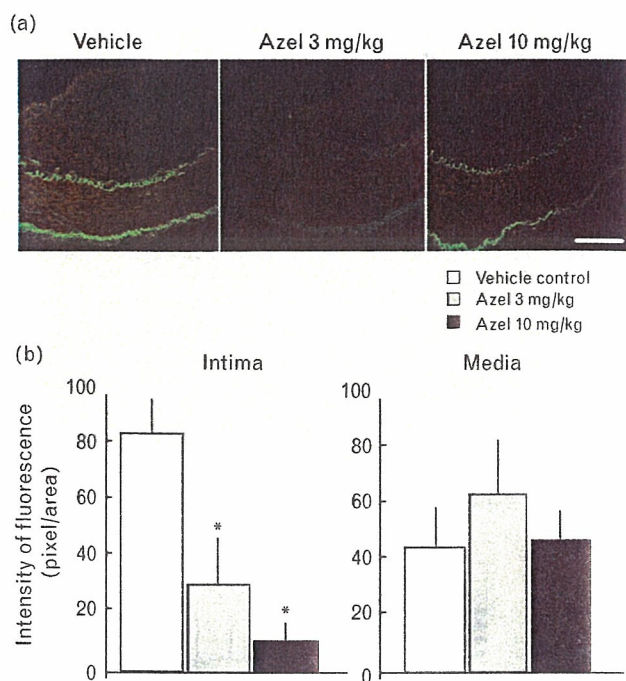 (a)
Vehicle Azel 3 mg/kg Azel 10 mg/kg
Vehicle control
Azel 3 mg/kg
Azel 10 mg/kg
(b)
Intima Media
Intensity of fluorescence
(pixel/area)
100
80
60
40
20
0
* *
100
80
60
40
20
0